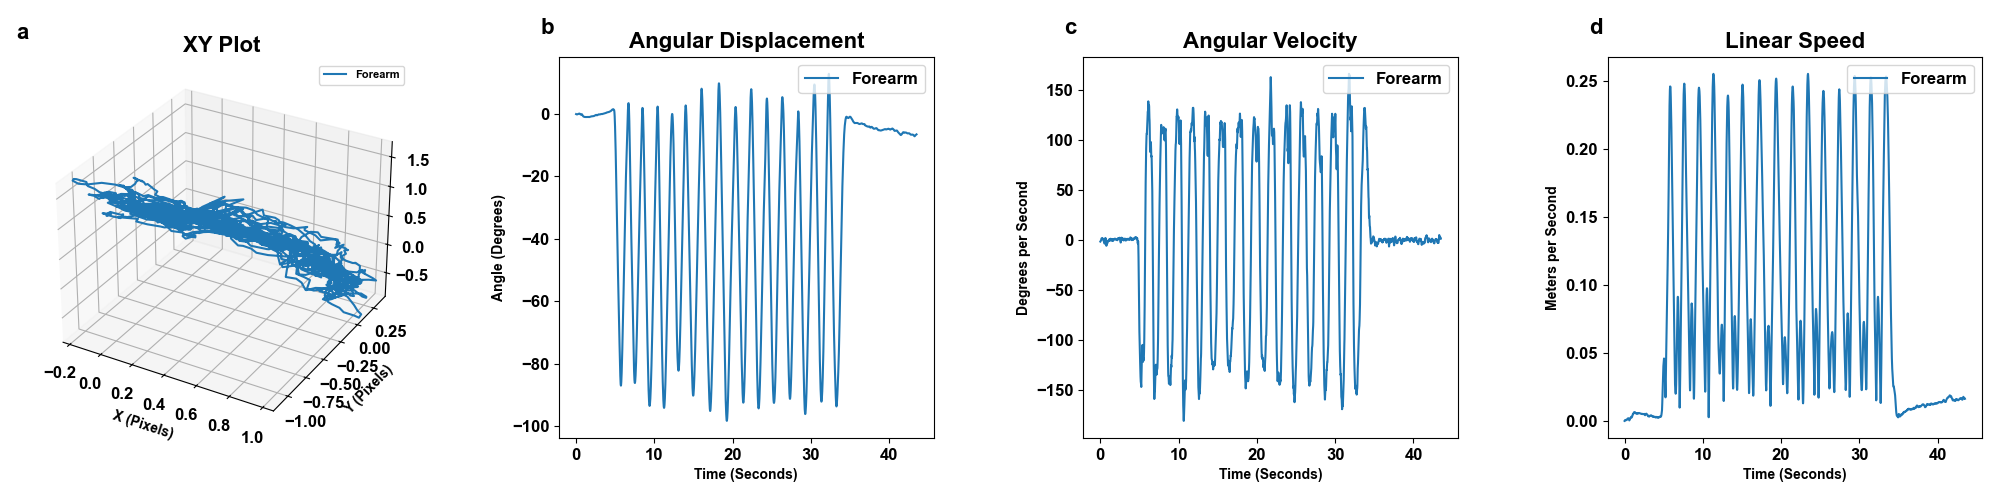 a
XY Plot
Forearm
1.5
1.0
0.5
0.0
−0.5
0.25
0.00
−0.25
−0.50
−0.75
−1.00
Y (Pixels)
−0.2
0.0
0.2
0.4
0.6
0.8
1.0
X (Pixels)
b
Angular Displacement
Forearm
0
−20
−40
−60
−80
−100
Angle (Degrees)
0 10 20 30 40
Time (Seconds)
c
Angular Velocity
Forearm
150
100
50
0
−50
−100
−150
Degrees per Second
0 10 20 30 40
Time (Seconds)
d
Linear Speed
Forearm
0.25
0.20
0.15
0.10
0.05
0.00
Meters per Second
0 10 20 30 40
Time (Seconds)